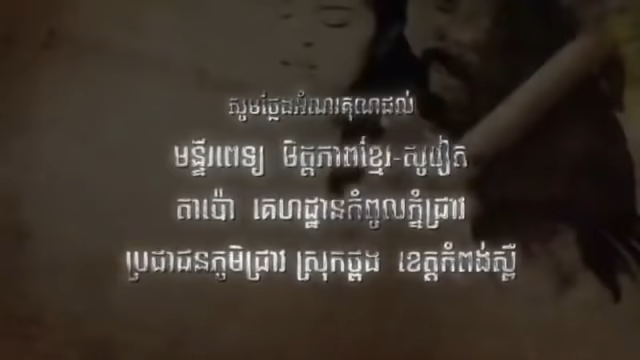 សូមថ្លែងអំណរគុណដល់
មន្ទីរពេទ្យ មិត្តភាពខ្មែរ-សូវៀត
តាប៉ោ គេហដ្ឋានកំពូលភ្នំជ្រាវ
ប្រជាជនភូមិជ្រាវ ស្រុកថ្ពង ខេត្តកំពង់ស្ពឺ